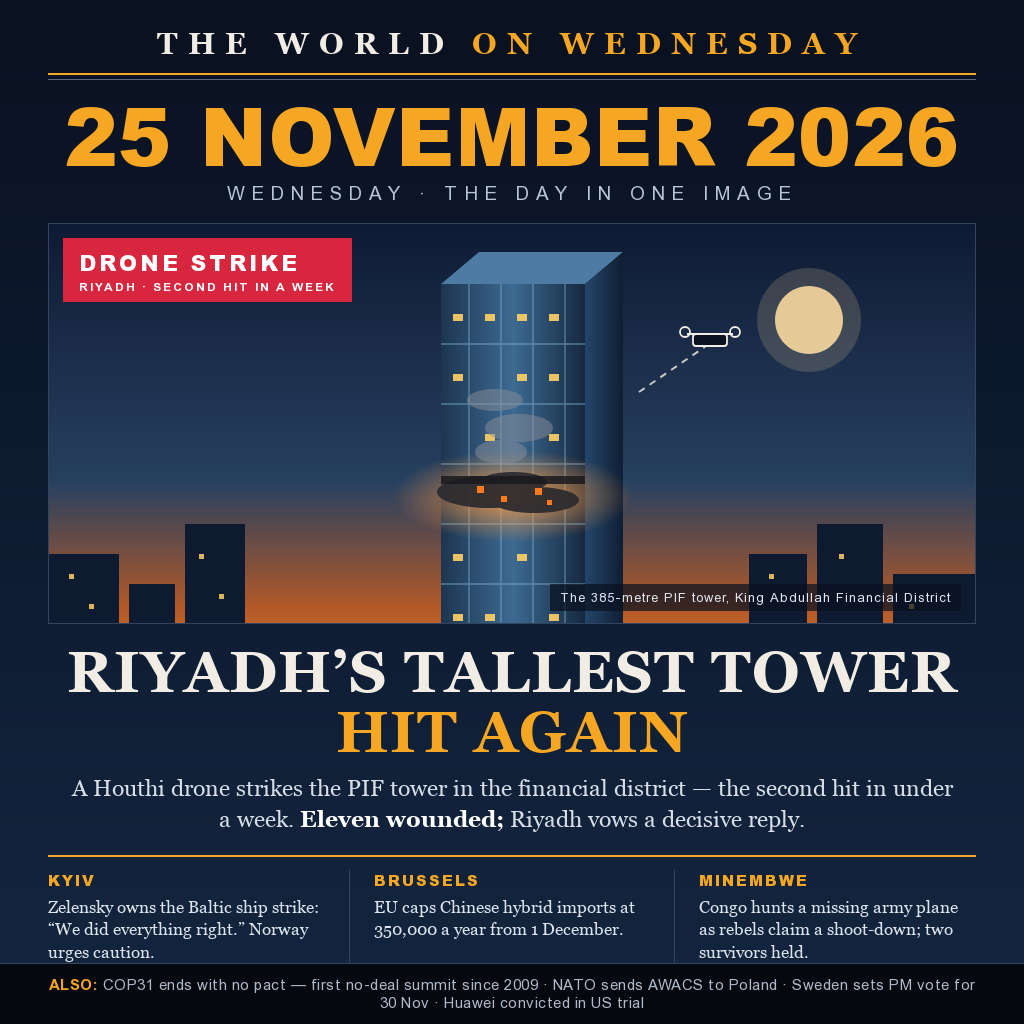 THE WORLD ON WEDNESDAY
25 NOVEMBER 2026
WEDNESDAY · THE DAY IN ONE IMAGE
DRONE STRIKE
RIYADH · SECOND HIT IN A WEEK
The 385-metre PIF tower, King Abdullah Financial District
RIYADH’S TALLEST TOWER
HIT AGAIN
A Houthi drone strikes the PIF tower in the financial district — the second hit in under
a week. Eleven wounded; Riyadh vows a decisive reply.
KYIV
Zelensky owns the Baltic ship strike:
“We did everything right.” Norway
urges caution.
BRUSSELS
EU caps Chinese hybrid imports at
350,000 a year from 1 December.
MINEMBWE
Congo hunts a missing army plane
as rebels claim a shoot-down; two
survivors held.
ALSO: COP31 ends with no pact — first no-deal summit since 2009 · NATO sends AWACS to Poland · Sweden sets PM vote for
30 Nov · Huawei convicted in US trial